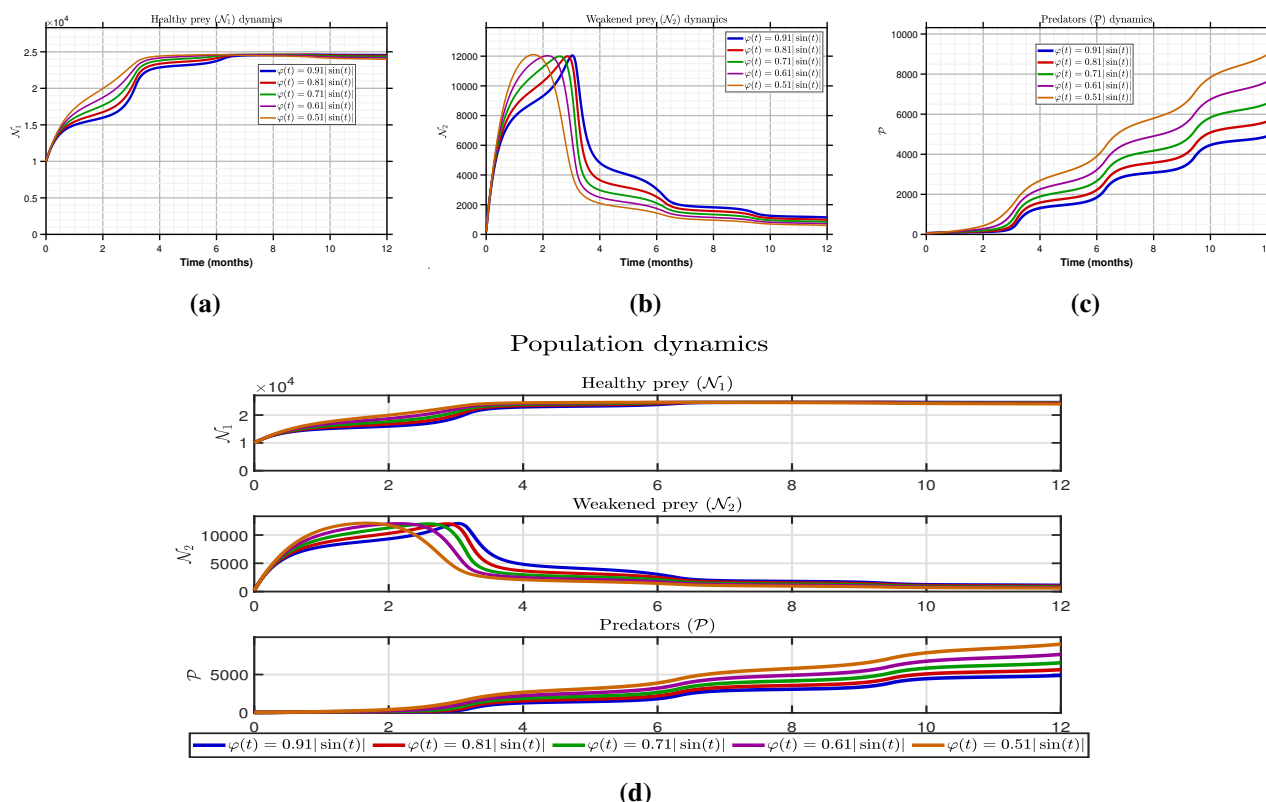 Healthy prey (𝒩₁) dynamics
×10⁴
2.5
2
1.5
1
0.5
0
𝒩₁
φ(t) = 0.91| sin(t)|
φ(t) = 0.81| sin(t)|
φ(t) = 0.71| sin(t)|
φ(t) = 0.61| sin(t)|
φ(t) = 0.51| sin(t)|
0 2 4 6 8 10 12
Time (months)
(a)
Weakened prey (𝒩₂) dynamics
12000
10000
8000
6000
4000
2000
0
𝒩₂
φ(t) = 0.91| sin(t)|
φ(t) = 0.81| sin(t)|
φ(t) = 0.71| sin(t)|
φ(t) = 0.61| sin(t)|
φ(t) = 0.51| sin(t)|
0 2 4 6 8 10 12
Time (months)
(b)
Predators (𝒫) dynamics
10000
8000
6000
4000
2000
0
𝒫
φ(t) = 0.91| sin(t)|
φ(t) = 0.81| sin(t)|
φ(t) = 0.71| sin(t)|
φ(t) = 0.61| sin(t)|
φ(t) = 0.51| sin(t)|
0 2 4 6 8 10
Time (months)
(c)
Population dynamics
Healthy prey (𝒩₁)
×10⁴
2
1
0
𝒩₁
0 2 4 6 8 10 12
Weakened prey (𝒩₂)
10000
5000
0
𝒩₂
0 2 4 6 8 10 12
Predators (𝒫)
5000
0
𝒫
0 2 4 6 8 10 12
φ(t) = 0.91| sin(t)| φ(t) = 0.81| sin(t)| φ(t) = 0.71| sin(t)| φ(t) = 0.61| sin(t)| φ(t) = 0.51| sin(t)|
(d)